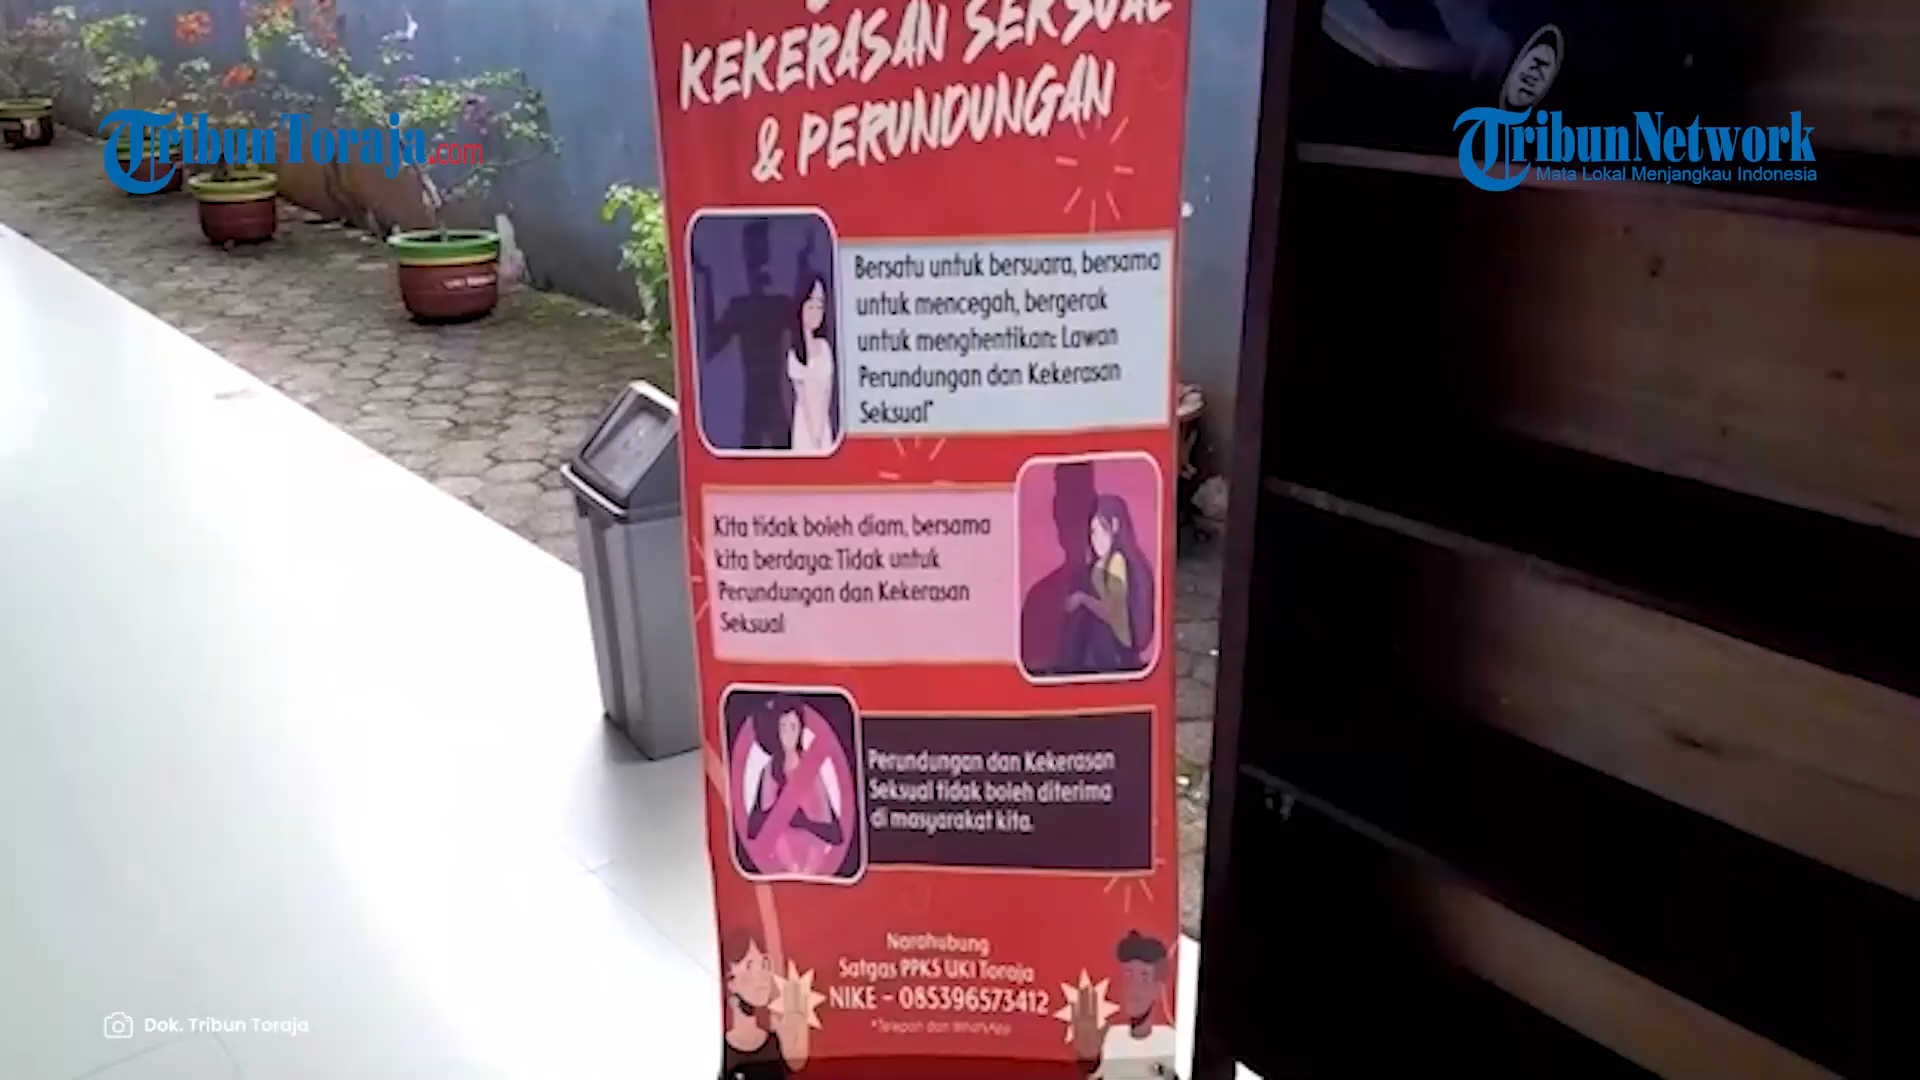 KEKERASAN SEKSUAL
& PERUNDUNGAN
TribunToraja.com
TribunNetwork
Mata Lokal Menjangkau Indonesia
Bersatu untuk bersuara, bersama
untuk mencegah, bergerak
untuk menghentikan: Lawan
Perundungan dan Kekerasan
Seksual"
Kita tidak boleh diam, bersama
kita berdaya: Tidak untuk
Perundungan dan Kekerasan
Seksual
Perundungan dan Kekerasan
Seksual tidak boleh diterima
di masyarakat kita.
Narahubung
Satgas PPKS UKI Toraja
NIKE - 085396573412
*Telepon dan WhatsApp
Dok. Tribun Toraja